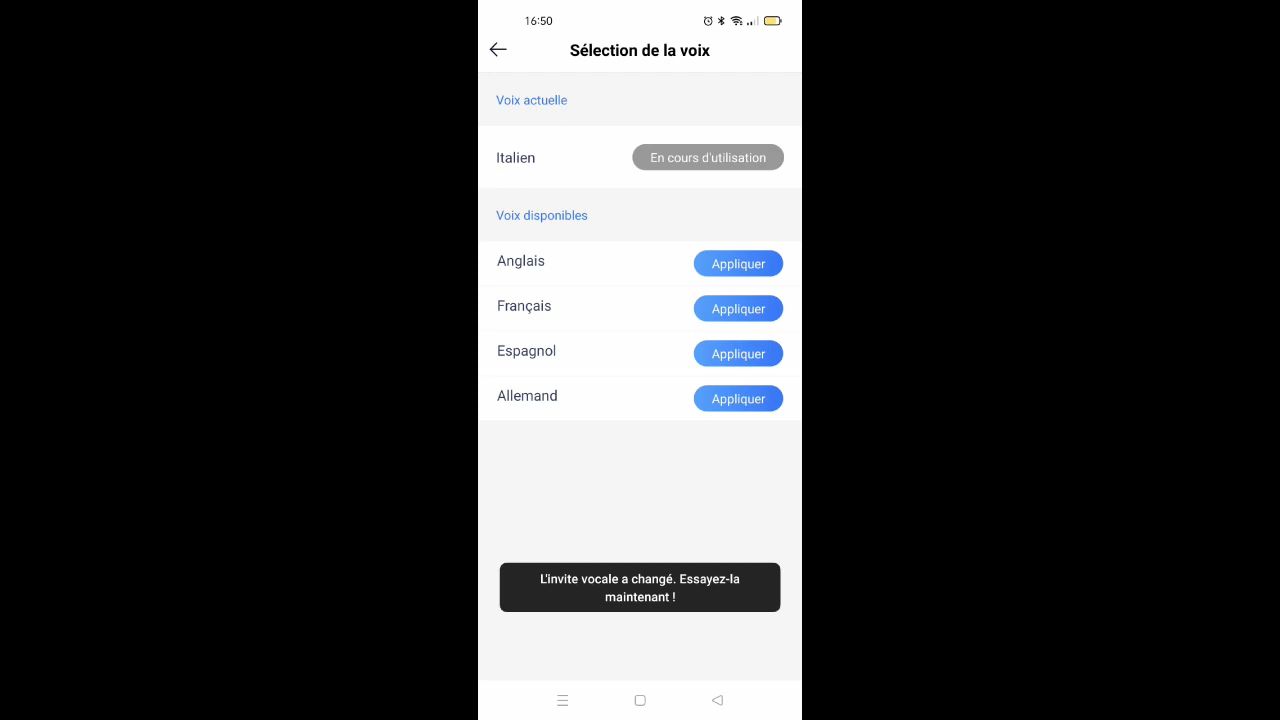 16:50
Sélection de la voix
Voix actuelle
Italien
En cours d'utilisation
Voix disponibles
Anglais
Appliquer
Français
Appliquer
Espagnol
Appliquer
Allemand
Appliquer
L'invite vocale a changé. Essayez-la
maintenant !